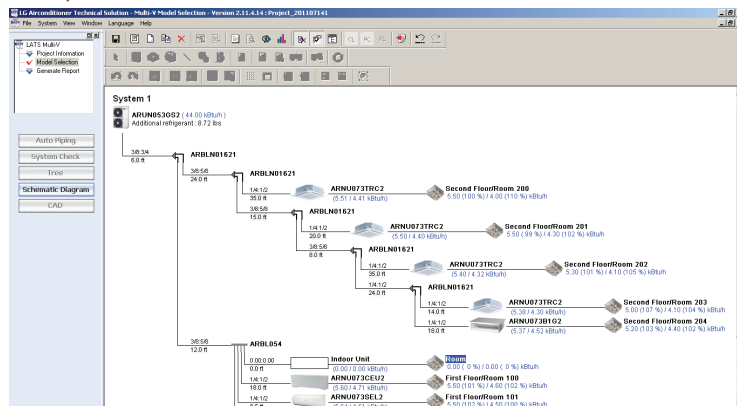 LG Airconditioner Technical Solution - Multi-V Model Selection - Version 2.11.4.14 : Project_201107141
File System View Window Language Help
LATS Multi-V
Project Information
Model Selection
Generate Report
CL PC
Auto Piping
System Check
Tree
Schematic Diagram
CAD
System 1
ARUN053GS2 ( 44.00 kBtu/h )
Additional refrigerant : 8.72 lbs
3/8:3/4
6.0 ft
ARBLN01621
3/8:5/8
24.0 ft
ARBLN01621
1/4:1/2
35.0 ft
ARNU073TRC2
(5.51 / 4.41 kBtu/h)
Second Floor/Room 200
5.50 (100 %) / 4.00 (110 %) kBtu/h
3/8:5/8
15.0 ft
ARBLN01621
1/4:1/2
20.0 ft
ARNU073TRC2
(5.50 / 4.40 kBtu/h)
Second Floor/Room 201
5.50 ( 99 %) / 4.30 (102 %) kBtu/h
3/8:5/8
8.0 ft
ARBLN01621
1/4:1/2
35.0 ft
ARNU073TRC2
(5.40 / 4.32 kBtu/h)
Second Floor/Room 202
5.30 (101 %) / 4.10 (105 %) kBtu/h
1/4:1/2
24.0 ft
ARBLN01621
1/4:1/2
14.0 ft
ARNU073TRC2
(5.38 / 4.30 kBtu/h)
Second Floor/Room 203
5.00 (107 %) / 4.10 (104 %) kBtu/h
1/4:1/2
18.0 ft
ARNU073B1G2
(5.37 / 4.52 kBtu/h)
Second Floor/Room 204
5.20 (103 %) / 4.40 (102 %) kBtu/h
3/8:5/8
12.0 ft
ARBL054
0.00:0.00
0.0 ft
Indoor Unit
(0.00 / 0.00 kBtu/h)
Room
0.00 ( 0 %) / 0.00 ( 0 %) kBtu/h
1/4:1/2
18.0 ft
ARNU073CEU2
(5.60 / 4.71 kBtu/h)
First Floor/Room 100
5.50 (101 %) / 4.60 (102 %) kBtu/h
1/4:1/2
ARNU073SEL2
First Floor/Room 101
5.50 (102 %) / 4.50 (100 %) kBtu/h